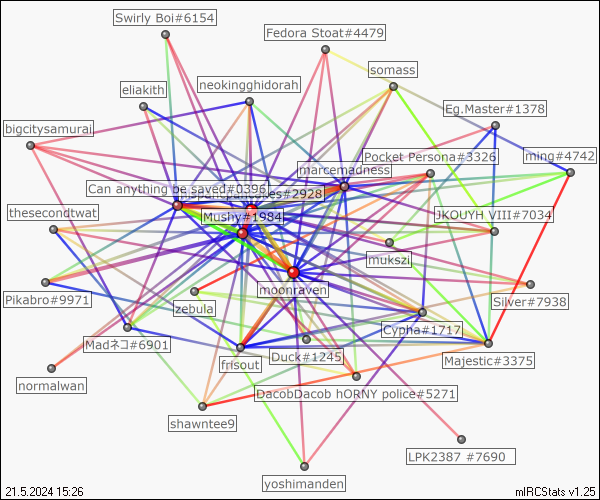 Swirly Boi#6154
Fedora Stoat#4479
somass
eliakith
neokingghidorah
Eg.Master#1378
bigcitysamurai
marcemadness
Pocket Persona#3326
ming#4742
Can anything be saved#0396
cakes#2928
thesecondtwat
Mushy#1984
JKOUYH VIII#7034
mukszi
moonraven
Pikabro#9971
zebula
Silver#7938
Cypha#1717
Madネコ#6901
frisout
Duck#1245
Majestic#3375
normalwan
DacobDacob hORNY police#5271
shawntee9
LPK2387 #7690
yoshimanden
21.5.2024 15:26
mIRCStats v1.25